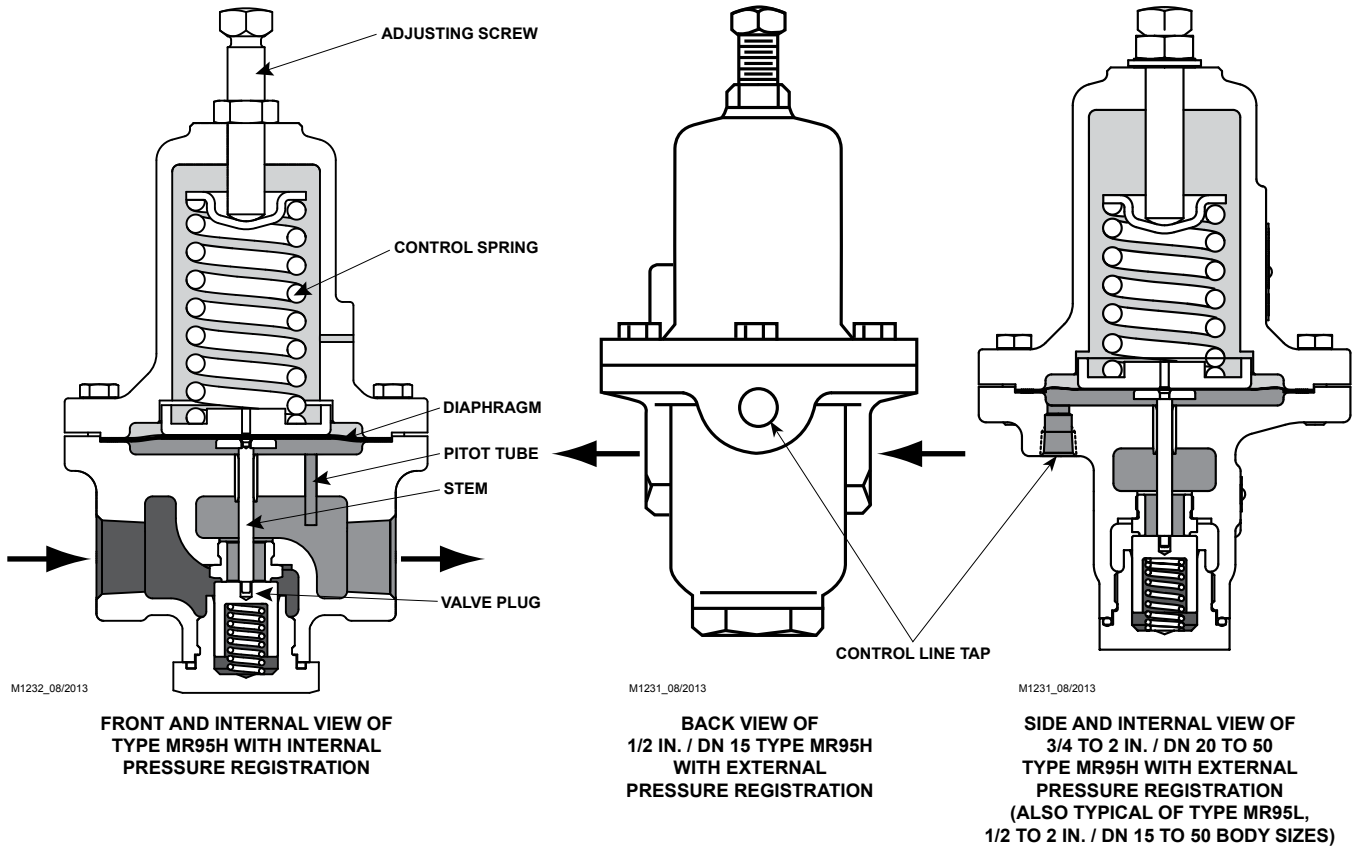 ADJUSTING SCREW
CONTROL SPRING
DIAPHRAGM
PITOT TUBE
STEM
VALVE PLUG
CONTROL LINE TAP
M1232_08/2013
FRONT AND INTERNAL VIEW OF
TYPE MR95H WITH INTERNAL
PRESSURE REGISTRATION
M1231_08/2013
BACK VIEW OF
1/2 IN. / DN 15 TYPE MR95H
WITH EXTERNAL
PRESSURE REGISTRATION
M1231_08/2013
SIDE AND INTERNAL VIEW OF
3/4 TO 2 IN. / DN 20 TO 50
TYPE MR95H WITH EXTERNAL
PRESSURE REGISTRATION
(ALSO TYPICAL OF TYPE MR95L,
1/2 TO 2 IN. / DN 15 TO 50 BODY SIZES)